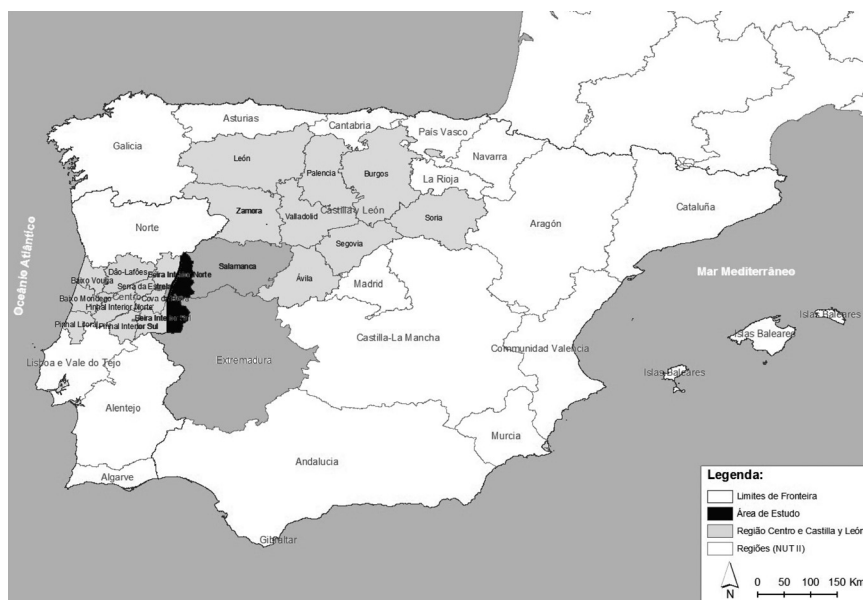 Asturias
Cantabria
País Vasco
Galicia
Navarra
León
Palencia
Burgos
La Rioja
Cataluña
Zamora
Valladolid
Castilla y León
Soria
Aragón
Norte
Segovia
Oceânio Atlântico
Dão-Lafões
Beira Interior Norte
Salamanca
Ávila
Madrid
Mar Mediterrâneo
Baixo Vouga
Serra da Estrela
Baixo Mondego
Centro
Cova da Beira
Pinhal Interior Norte
Islas Baleares
Pinhal Litoral
Pinhal Interior Sul
Beira Interior Sul
Islas Baleares
Castilla-La Mancha
Communidad Valencia
Lisboa e Vale do Tejo
Extremadura
Islas Baleares
Alentejo
Murcia
Andalucia
Algarve
Gibraltar
Legenda:
Limites de Fronteira
Área de Estudo
Região Centro e Castilla y León
Regiões (NUT II)
N
0 50 100 150 Km